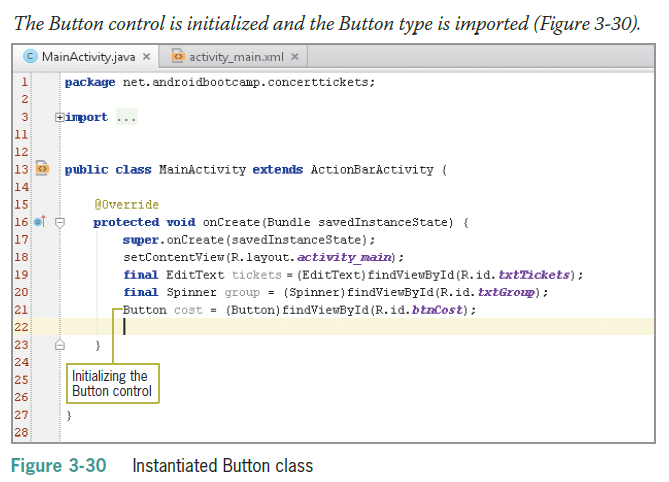 The Button control is initialized and the Button type is imported (Figure 3-30).
MainActivity.java × activity_main.xml ×
1 package net.androidbootcamp.concerttickets;
2
3 import ...
11
12
13 public class MainActivity extends ActionBarActivity {
14
15 @Override
16 protected void onCreate(Bundle savedInstanceState) {
17 super.onCreate(savedInstanceState);
18 setContentView(R.layout.activity_main);
19 final EditText tickets = (EditText)findViewById(R.id.txtTickets);
20 final Spinner group = (Spinner)findViewById(R.id.txtGroup);
21 Button cost = (Button)findViewById(R.id.btnCost);
22
23 }
24
25 Initializing the
26 Button control
27 }
28
Figure 3-30 Instantiated Button class